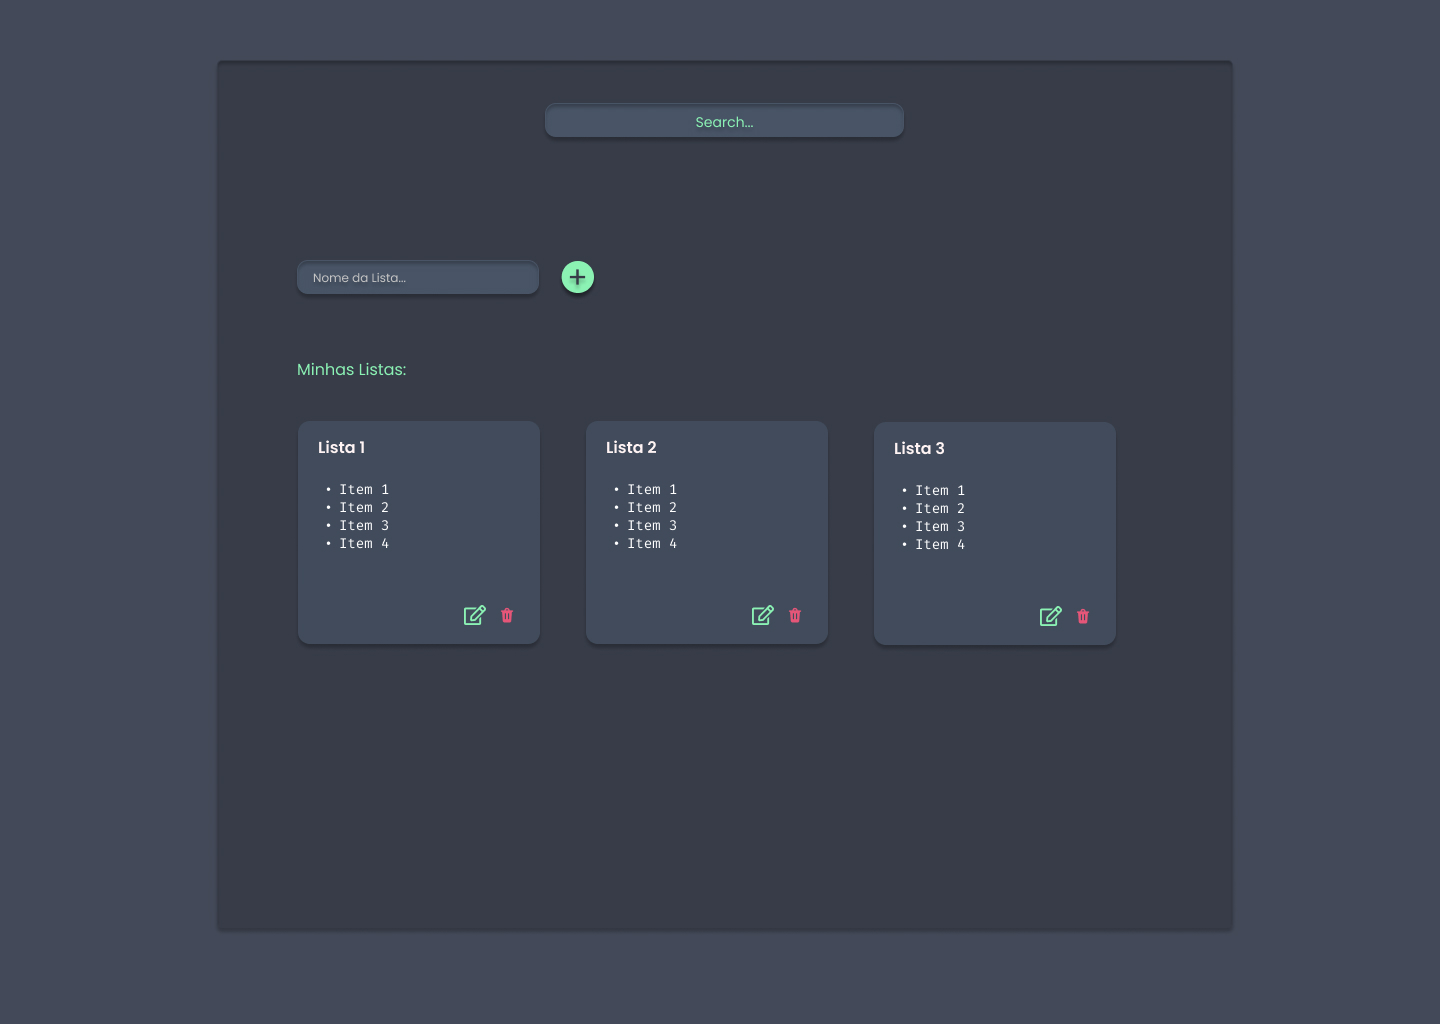 Search...
Nome da Lista...
Minhas Listas:
Lista 1
• Item 1
• Item 2
• Item 3
• Item 4
Lista 2
• Item 1
• Item 2
• Item 3
• Item 4
Lista 3
• Item 1
• Item 2
• Item 3
• Item 4